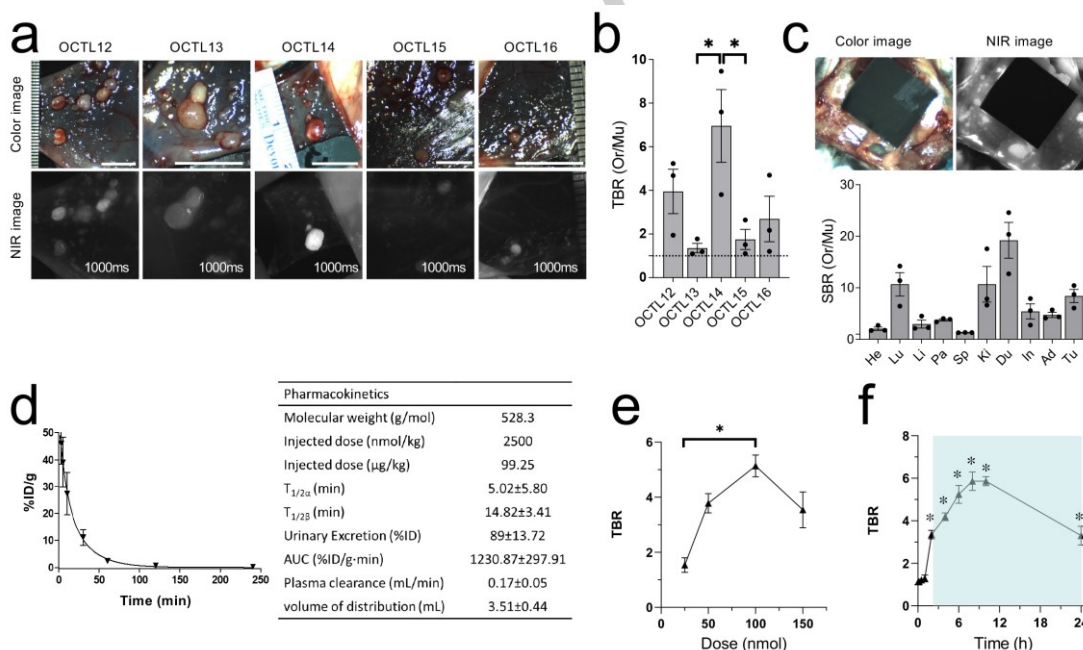 a
OCTL12 OCTL13 OCTL14 OCTL15 OCTL16
Color image
NIR image
1000ms 1000ms 1000ms 1000ms 1000ms
b
* *
TBR (Or/Mu)
10
8
6
4
2
0
OCTL12 OCTL13 OCTL14 OCTL15 OCTL16
c
Color image NIR image
SBR (Or/Mu)
30
20
10
0
He Lu Li Pa Sp Ki Du In Ad Tu
d
%ID/g
50
40
30
20
10
0
0 50 100 150 200 250
Time (min)
Pharmacokinetics
Molecular weight (g/mol) 528.3
Injected dose (nmol/kg) 2500
Injected dose (μg/kg) 99.25
T1/2α (min) 5.02±5.80
T1/2β (min) 14.82±3.41
Urinary Excretion (%ID) 89±13.72
AUC (%ID/g·min) 1230.87±297.91
Plasma clearance (mL/min) 0.17±0.05
volume of distribution (mL) 3.51±0.44
e
*
TBR
6
4
2
0
0 50 100 150
Dose (nmol)
f
TBR
8
6
4
2
0
* * * * * *
0 6 12 18 24
Time (h)